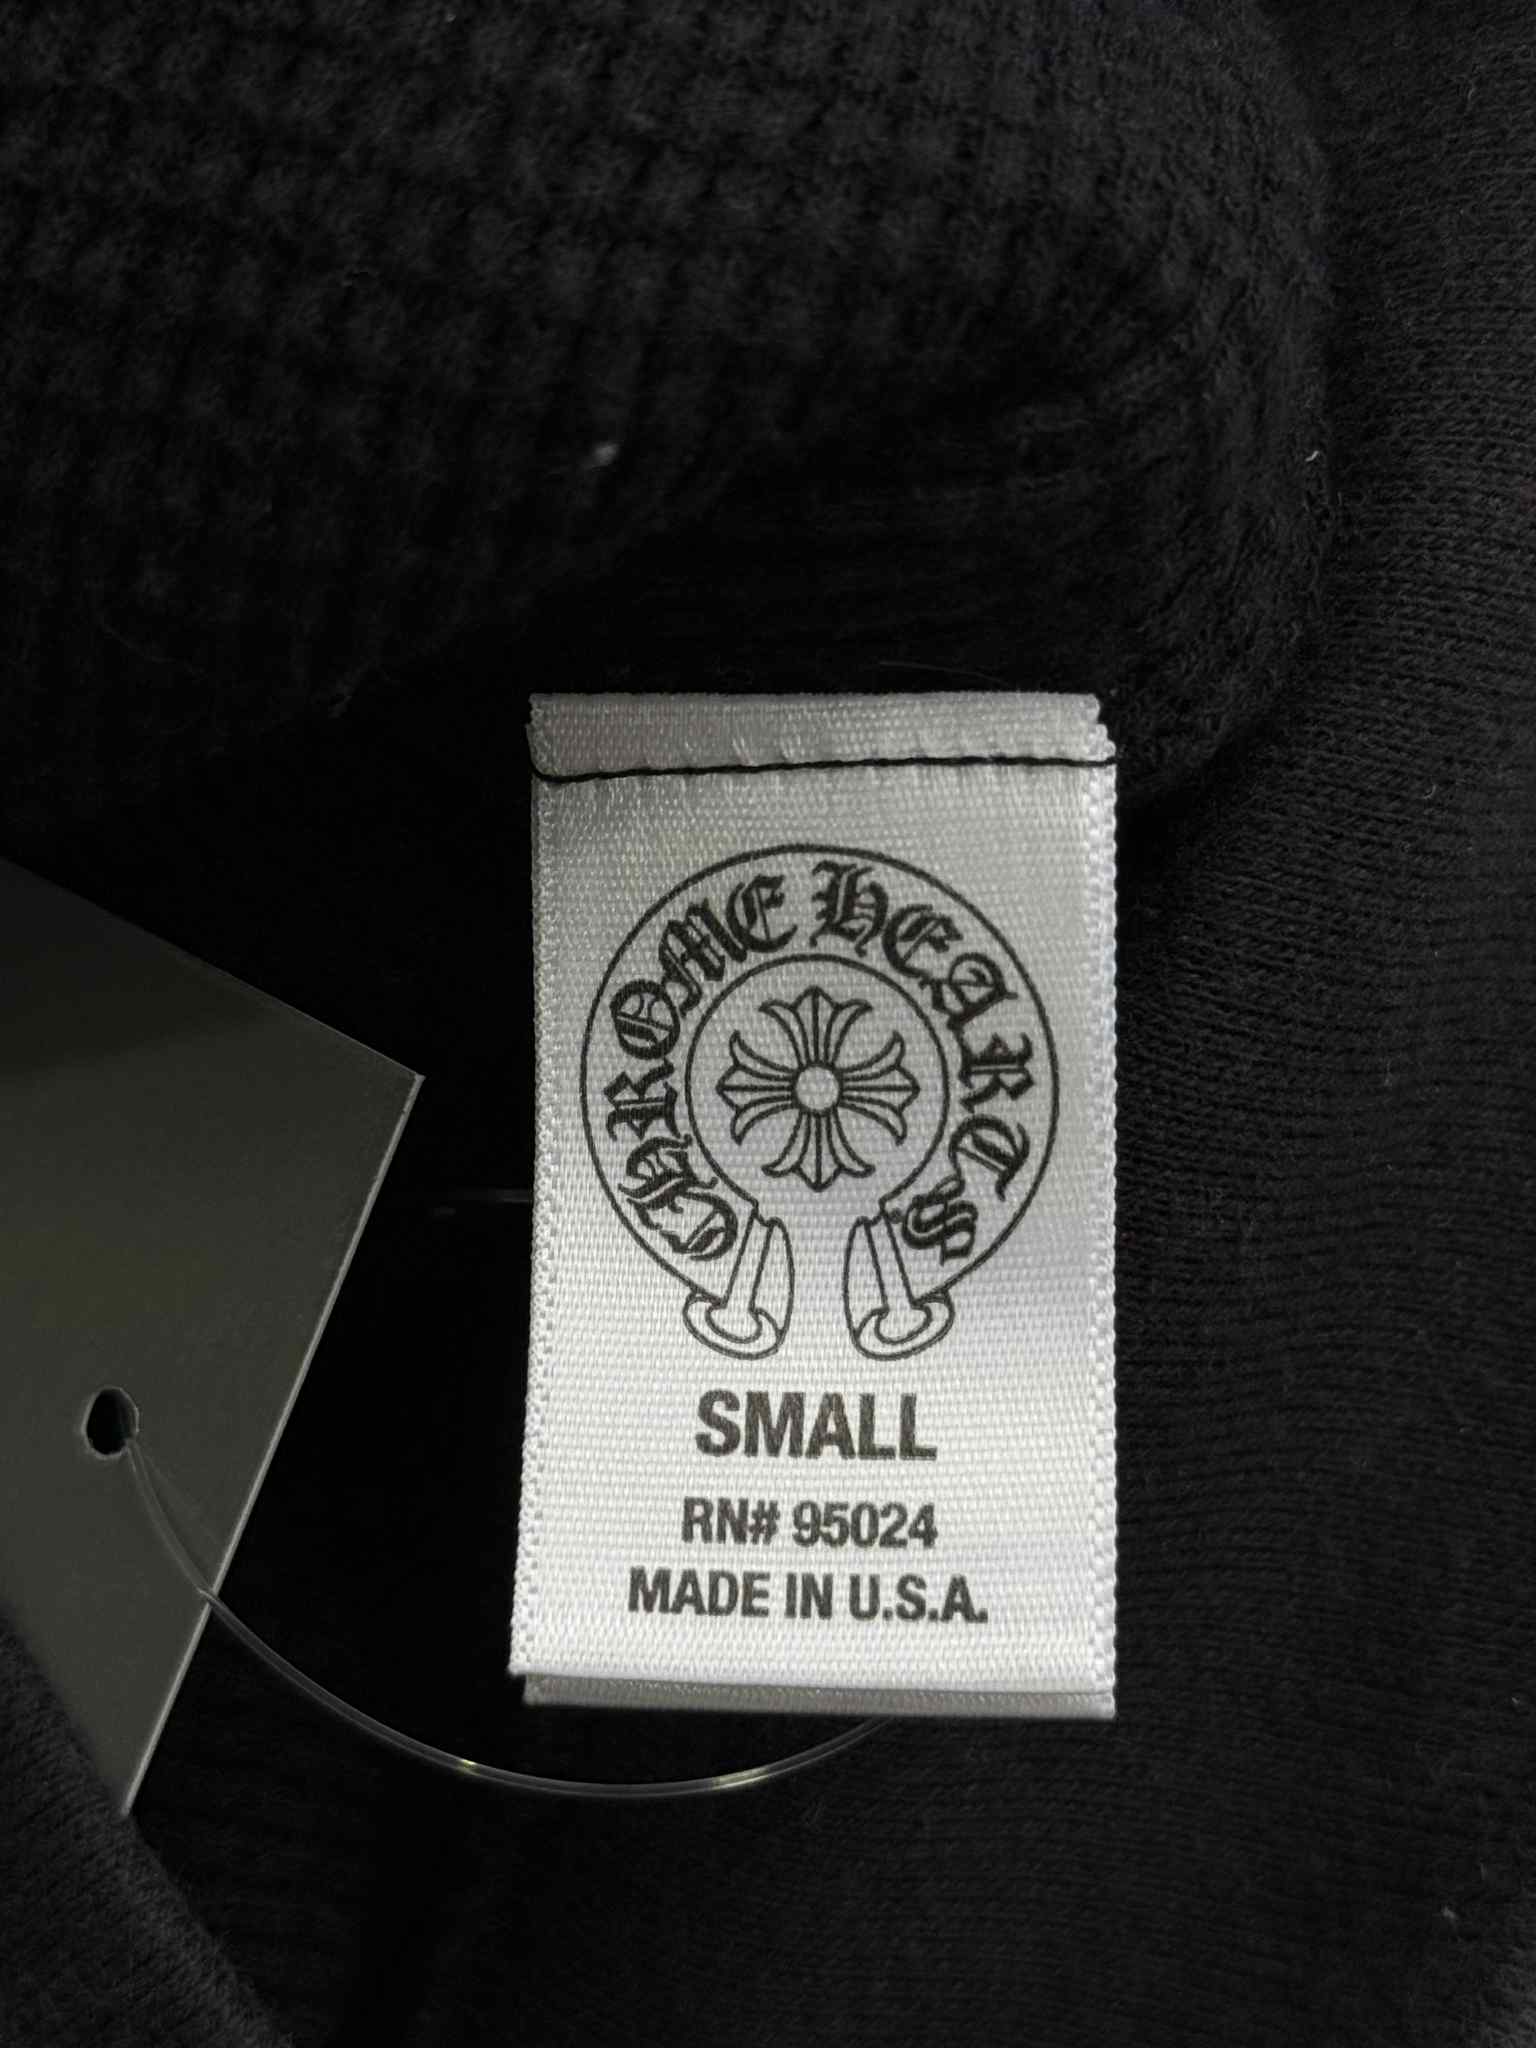 CHROME HEARTS
SMALL
RN# 95024
MADE IN U.S.A.